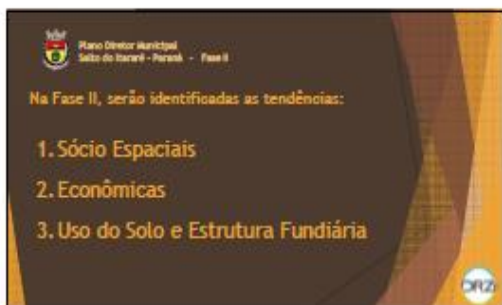 Plano Diretor Municipal
Salto do Itararé - Paraná - Fase II
Na Fase II, serão identificadas as tendências:
1. Sócio Espaciais
2. Econômicas
3. Uso do Solo e Estrutura Fundiária
DRZ